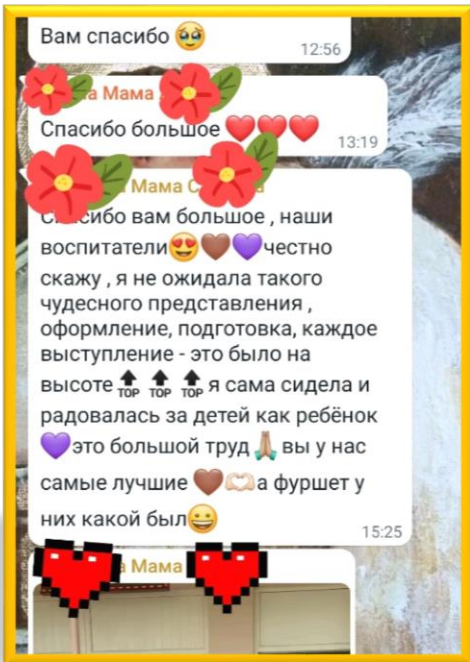 Вам спасибо 🥹
12:56
Мама
Спасибо большое ❤️❤️❤️
13:19
Мама
вам большое , наши
воспитатели😍🤎💜честно
скажу , я не ожидала такого
чудесного представления ,
оформление, подготовка, каждое
выступление - это было на
высоте🔝 🔝 🔝 я сама сидела и
радовалась за детей как ребёнок
💜это большой труд🙏🏼вы у нас
самые лучшие 🤎🫶🏻а фуршет у
них какой был😀
15:25
Мама